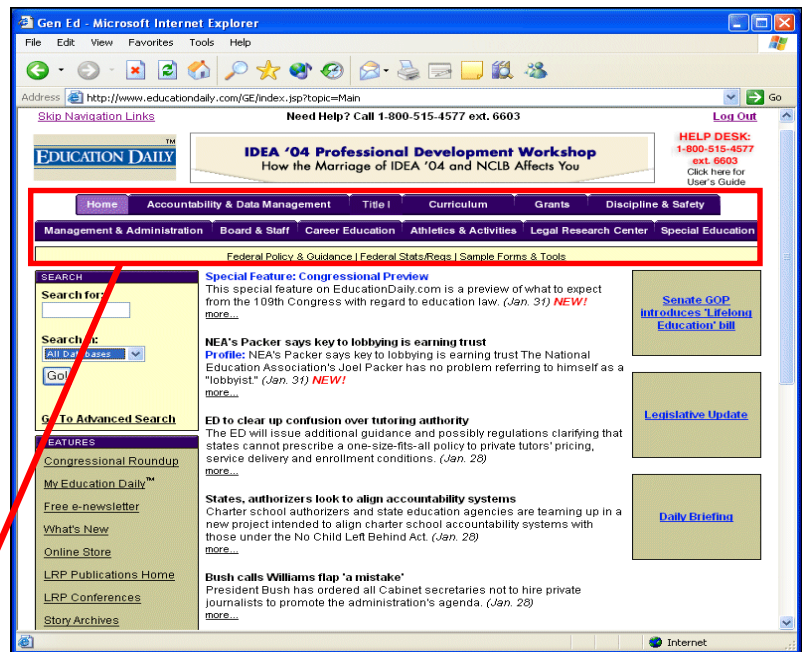 Gen Ed - Microsoft Internet Explorer
File Edit View Favorites Tools Help
Address http://www.educationdaily.com/GE/index.jsp?topic=Main Go
Skip Navigation Links Need Help? Call 1-800-515-4577 ext. 6603 Log Out
EDUCATION DAILY TM
IDEA '04 Professional Development Workshop
How the Marriage of IDEA '04 and NCLB Affects You
HELP DESK:
1-800-515-4577
ext. 6603
Click here for
User's Guide
Home Accountability & Data Management Title I Curriculum Grants Discipline & Safety
Management & Administration Board & Staff Career Education Athletics & Activities Legal Research Center Special Education
Federal Policy & Guidance | Federal Stats/Regs | Sample Forms & Tools
SEARCH
Search for:
Search in:
All Databases
Go!
Go To Advanced Search
FEATURES
Congressional Roundup
My Education Daily™
Free e-newsletter
What's New
Online Store
LRP Publications Home
LRP Conferences
Story Archives
Special Feature: Congressional Preview
This special feature on EducationDaily.com is a preview of what to expect
from the 109th Congress with regard to education law. (Jan. 31) NEW!
more...
NEA's Packer says key to lobbying is earning trust
Profile: NEA's Packer says key to lobbying is earning trust The National
Education Association's Joel Packer has no problem referring to himself as a
"lobbyist." (Jan. 31) NEW!
more...
ED to clear up confusion over tutoring authority
The ED will issue additional guidance and possibly regulations clarifying that
states cannot prescribe a one-size-fits-all policy to private tutors' pricing,
service delivery and enrollment conditions. (Jan. 28)
more...
States, authorizers look to align accountability systems
Charter school authorizers and state education agencies are teaming up in a
new project intended to align charter school accountability systems with
those under the No Child Left Behind Act. (Jan. 28)
more...
Bush calls Williams flap 'a mistake'
President Bush has ordered all Cabinet secretaries not to hire private
journalists to promote the administration's agenda. (Jan. 28)
more...
Senate GOP
introduces 'Lifelong
Education' bill
Legislative Update
Daily Briefing
Internet